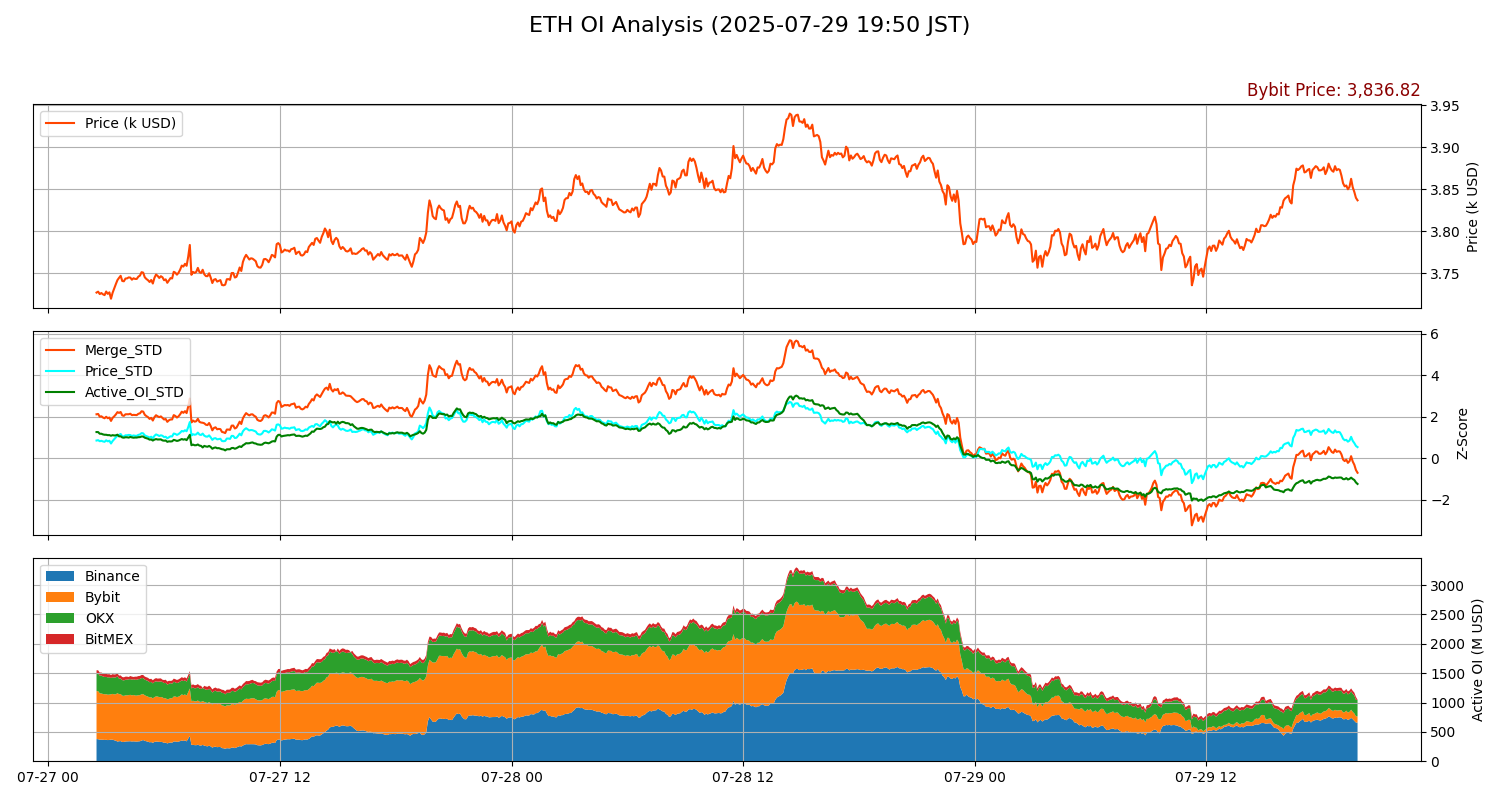 ETH OI Analysis (2025-07-29 19:50 JST)
Bybit Price: 3,836.82
Price (k USD)
3.95
3.90
3.85
3.80
3.75
Price (k USD)
Merge_STD
Price_STD
Active_OI_STD
6
4
2
0
−2
Z-Score
Binance
Bybit
OKX
BitMEX
3000
2500
2000
1500
1000
500
0
Active OI (M USD)
07-27 00
07-27 12
07-28 00
07-28 12
07-29 00
07-29 12